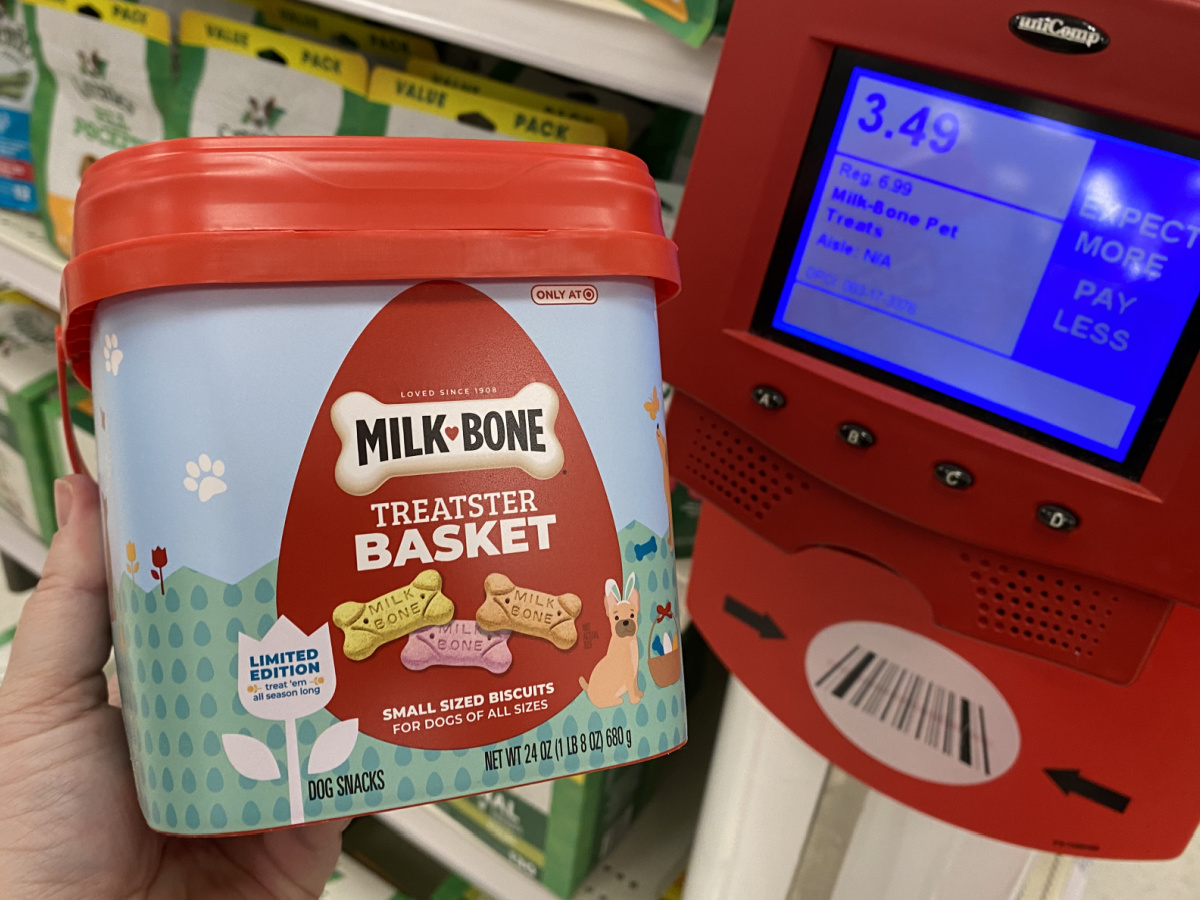 PACK
VALUE PACK
VALUE PACK
ONLY AT
LOVED SINCE 1908
MILK BONE
TREATSTER
BASKET
MILK
BONE
MILK
BONE
MILK
BONE
LIMITED
EDITION
treat 'em
all season long
SMALL SIZED BISCUITS
FOR DOGS OF ALL SIZES
NET WT 24 OZ (1 LB 8 OZ) 680 g
DOG SNACKS
uniComp
3.49
Reg. 6.99
Milk-Bone Pet
Treats
Aisle: N/A
EXPECT
MORE
PAY
LESS
A
B
C
D